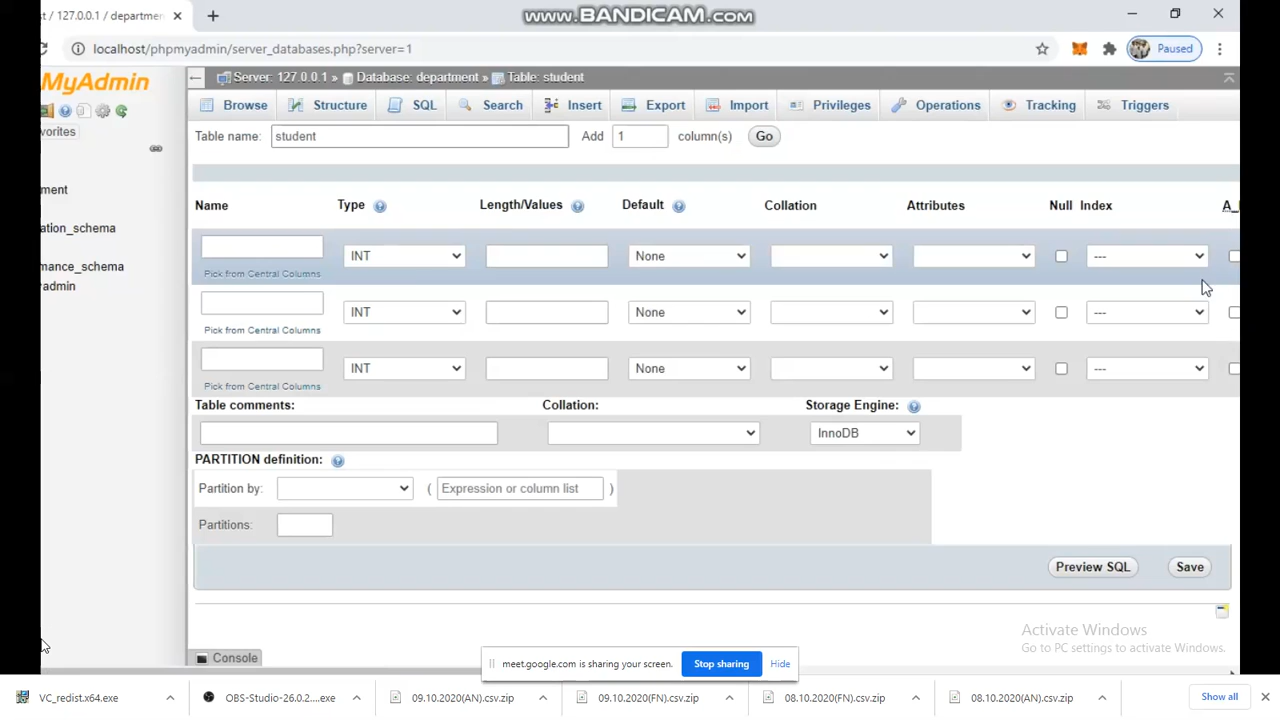 www.BANDICAM.com
t / 127.0.0.1 / departmen
localhost/phpmyadmin/server_databases.php?server=1
Paused
MyAdmin
Server: 127.0.0.1 » Database: department » Table: student
Browse Structure SQL Search Insert Export Import Privileges Operations Tracking Triggers
vorites
Table name: student Add 1 column(s) Go
ment
ation_schema
mance_schema
admin
Name Type Length/Values Default Collation Attributes Null Index A_
INT None ---
Pick from Central Columns
INT None ---
Pick from Central Columns
INT None ---
Pick from Central Columns
Table comments: Collation: Storage Engine:
InnoDB
PARTITION definition:
Partition by: ( Expression or column list )
Partitions:
Preview SQL Save
Activate Windows
Go to PC settings to activate Windows.
Console
meet.google.com is sharing your screen. Stop sharing Hide
VC_redist.x64.exe OBS-Studio-26.0.2....exe 09.10.2020(AN).csv.zip 09.10.2020(FN).csv.zip 08.10.2020(FN).csv.zip 08.10.2020(AN).csv.zip Show all